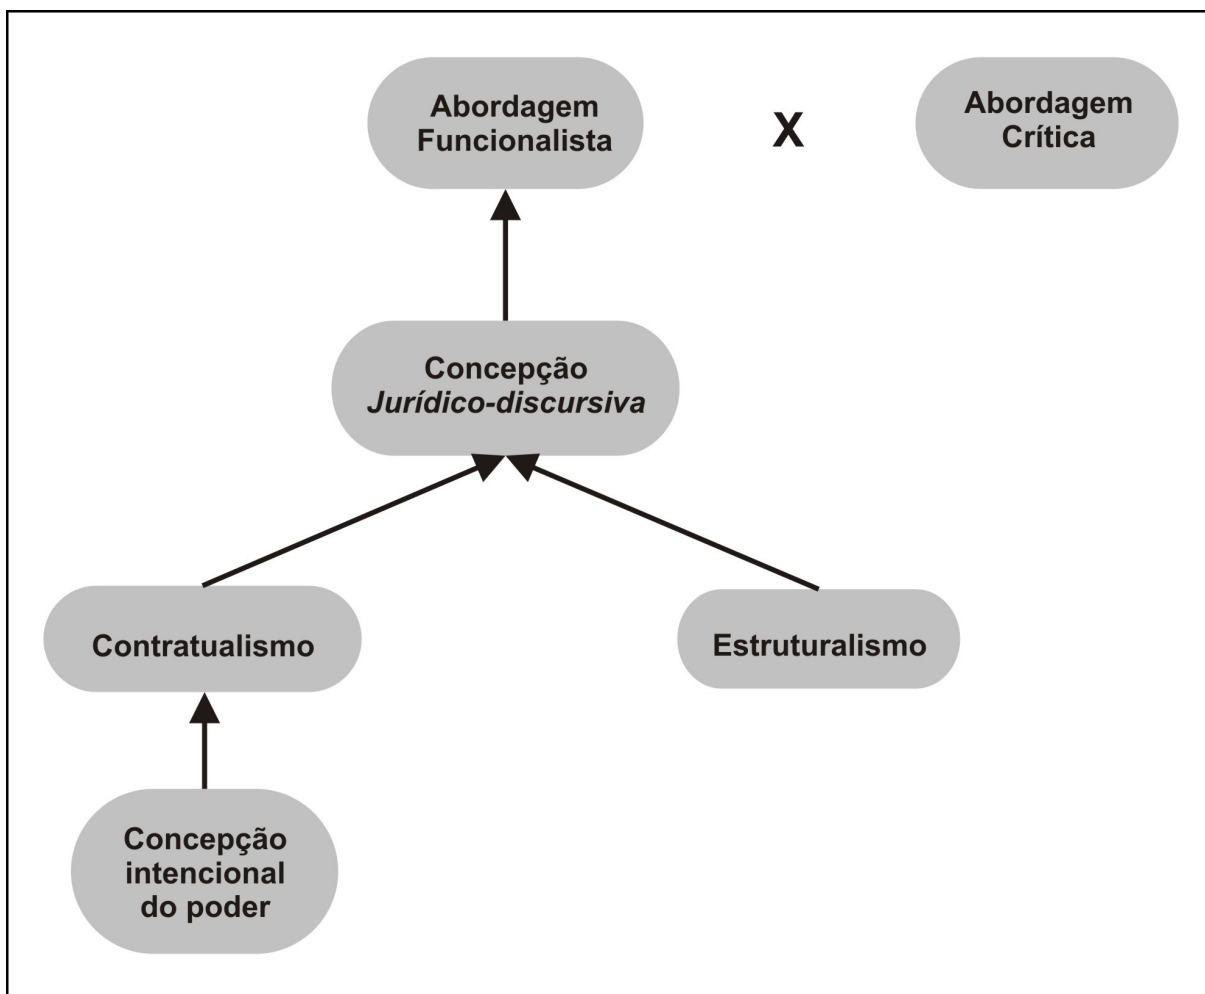 Abordagem
Funcionalista
X
Abordagem
Crítica
Concepção
Jurídico-discursiva
Contratualismo
Estruturalismo
Concepção
intencional
do poder